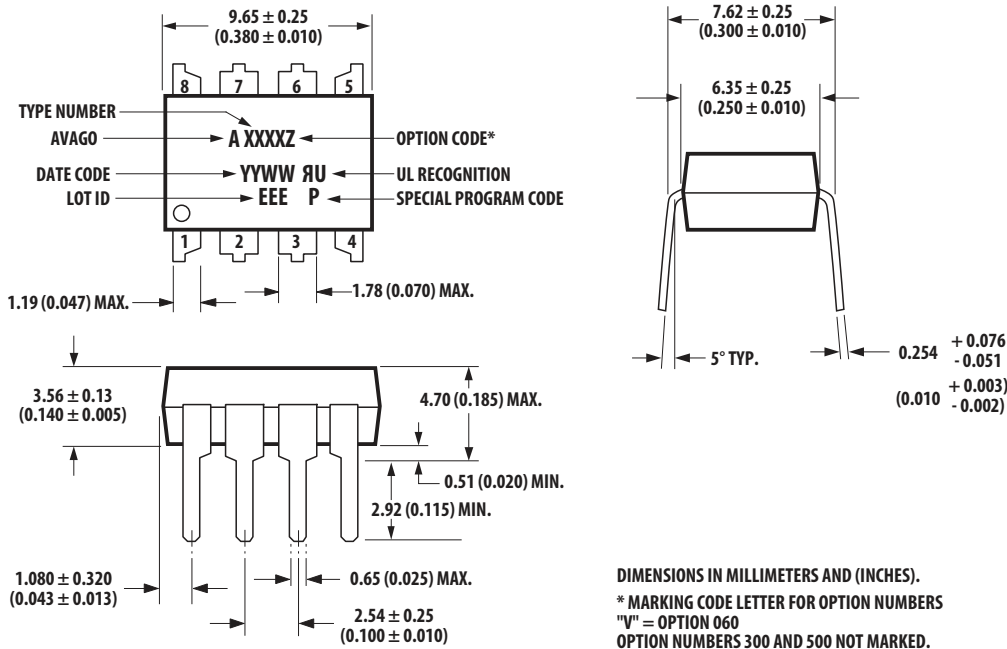 9.65 ± 0.25
(0.380 ± 0.010)
8 7 6 5
TYPE NUMBER
AVAGO
A XXXXZ
OPTION CODE*
DATE CODE
YYWW ЯU
UL RECOGNITION
LOT ID
EEE P
SPECIAL PROGRAM CODE
1 2 3 4
1.19 (0.047) MAX.
1.78 (0.070) MAX.
7.62 ± 0.25
(0.300 ± 0.010)
6.35 ± 0.25
(0.250 ± 0.010)
5° TYP.
0.254 + 0.076
- 0.051
(0.010 + 0.003)
- 0.002)
3.56 ± 0.13
(0.140 ± 0.005)
4.70 (0.185) MAX.
0.51 (0.020) MIN.
2.92 (0.115) MIN.
1.080 ± 0.320
(0.043 ± 0.013)
0.65 (0.025) MAX.
2.54 ± 0.25
(0.100 ± 0.010)
DIMENSIONS IN MILLIMETERS AND (INCHES).
* MARKING CODE LETTER FOR OPTION NUMBERS
"V" = OPTION 060
OPTION NUMBERS 300 AND 500 NOT MARKED.